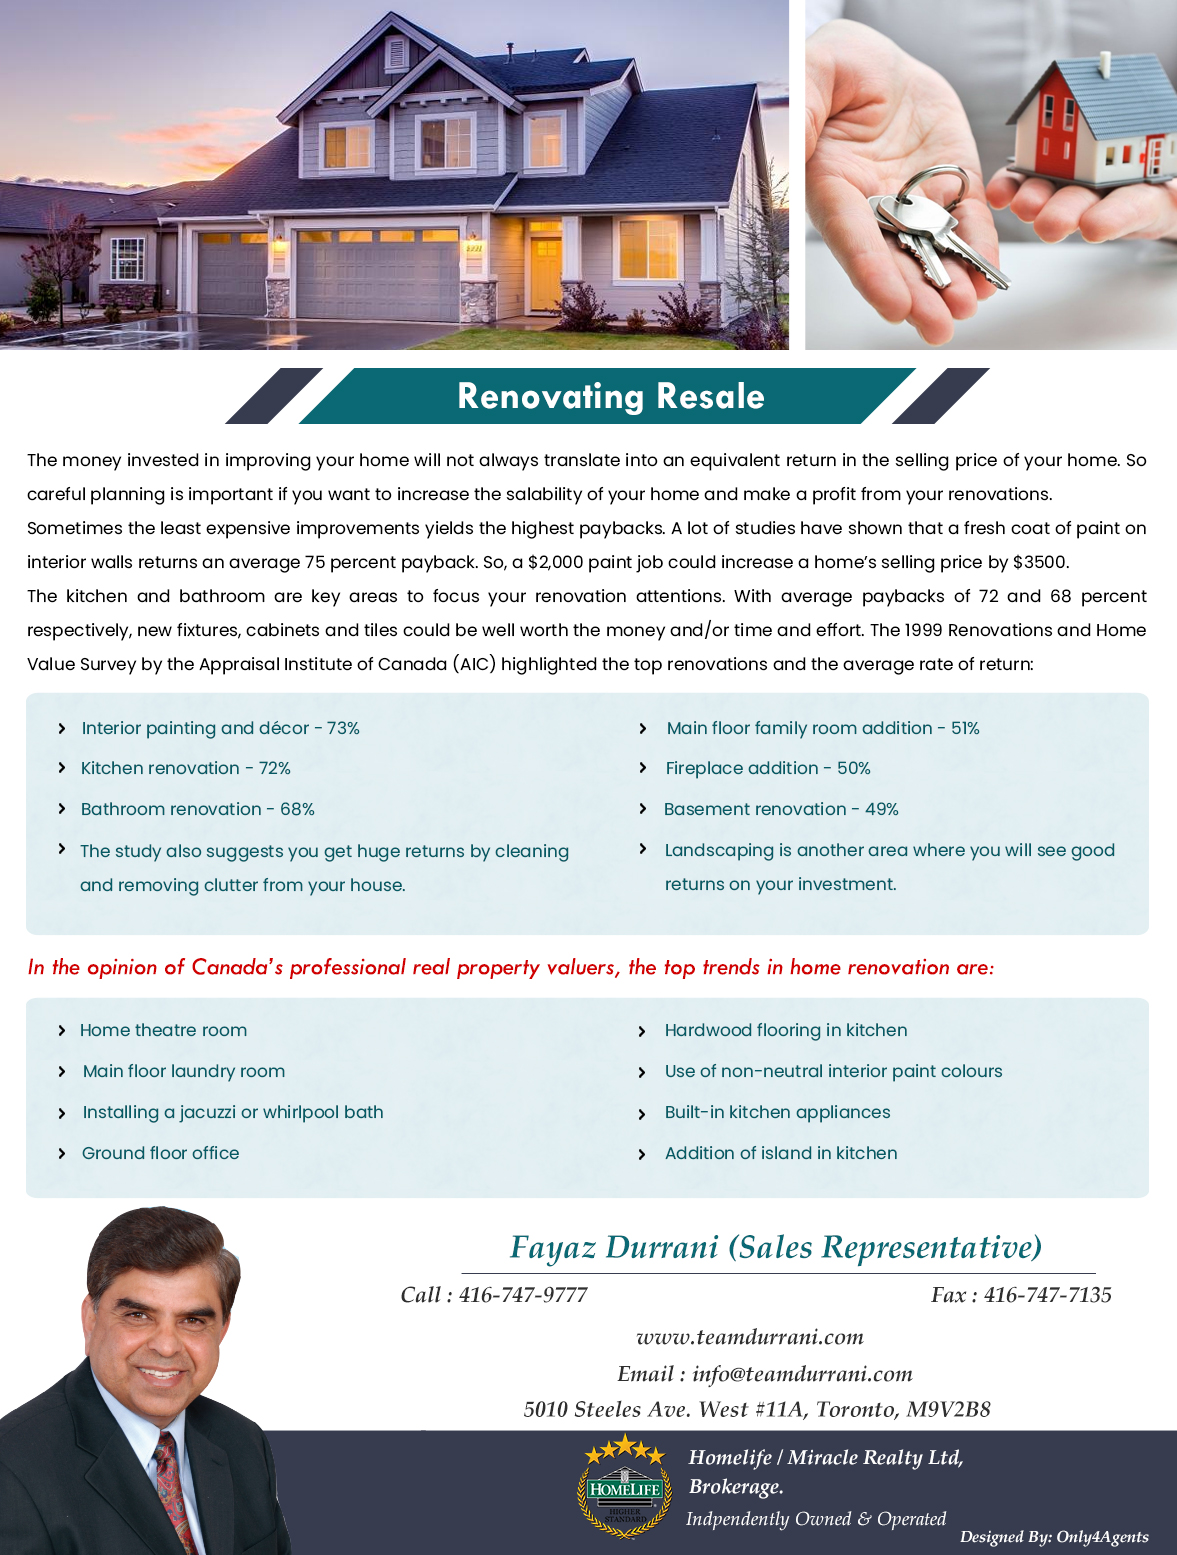 Renovating Resale
The money invested in improving your home will not always translate into an equivalent return in the selling price of your home. So
careful planning is important if you want to increase the salability of your home and make a profit from your renovations.
Sometimes the least expensive improvements yields the highest paybacks. A lot of studies have shown that a fresh coat of paint on
interior walls returns an average 75 percent payback. So, a $2,000 paint job could increase a home’s selling price by $3500.
The kitchen and bathroom are key areas to focus your renovation attentions. With average paybacks of 72 and 68 percent
respectively, new fixtures, cabinets and tiles could be well worth the money and/or time and effort. The 1999 Renovations and Home
Value Survey by the Appraisal Institute of Canada (AIC) highlighted the top renovations and the average rate of return:
Interior painting and décor - 73%
Kitchen renovation - 72%
Bathroom renovation - 68%
The study also suggests you get huge returns by cleaning
and removing clutter from your house.
Main floor family room addition - 51%
Fireplace addition - 50%
Basement renovation - 49%
Landscaping is another area where you will see good
returns on your investment.
In the opinion of Canada’s professional real property valuers, the top trends in home renovation are:
Home theatre room
Main floor laundry room
Installing a jacuzzi or whirlpool bath
Ground floor office
Hardwood flooring in kitchen
Use of non-neutral interior paint colours
Built-in kitchen appliances
Addition of island in kitchen
Fayaz Durrani (Sales Representative)
Call : 416-747-9777
Fax : 416-747-7135
www.teamdurrani.com
Email : info@teamdurrani.com
5010 Steeles Ave. West #11A, Toronto, M9V2B8
HOMELIFE
HIGHER
STANDARDS
Homelife / Miracle Realty Ltd,
Brokerage.
Indpendently Owned & Operated
Designed By: Only4Agents